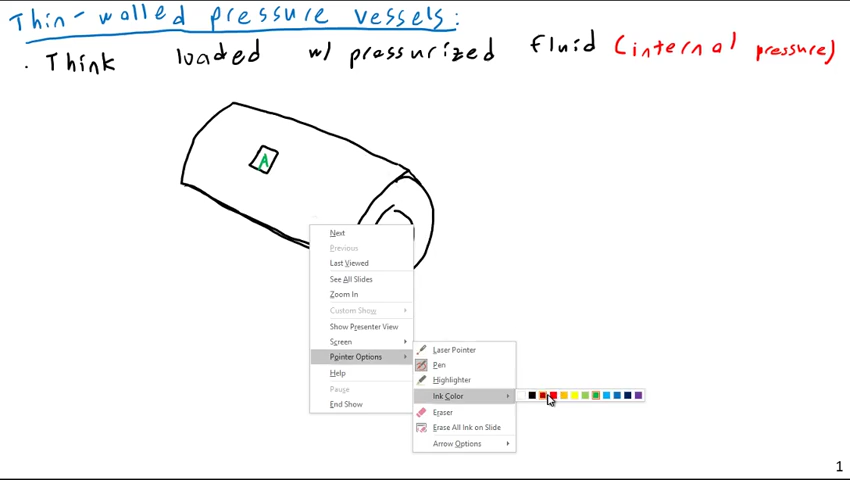 Thin-walled pressure vessels:
. Think loaded w/ pressurized fluid (internal pressure)
A
Next
Previous
Last Viewed
See All Slides
Zoom In
Custom Show
Show Presenter View
Screen
Pointer Options
Help
Pause
End Show
Laser Pointer
Pen
Highlighter
Ink Color
Eraser
Erase All Ink on Slide
Arrow Options
1